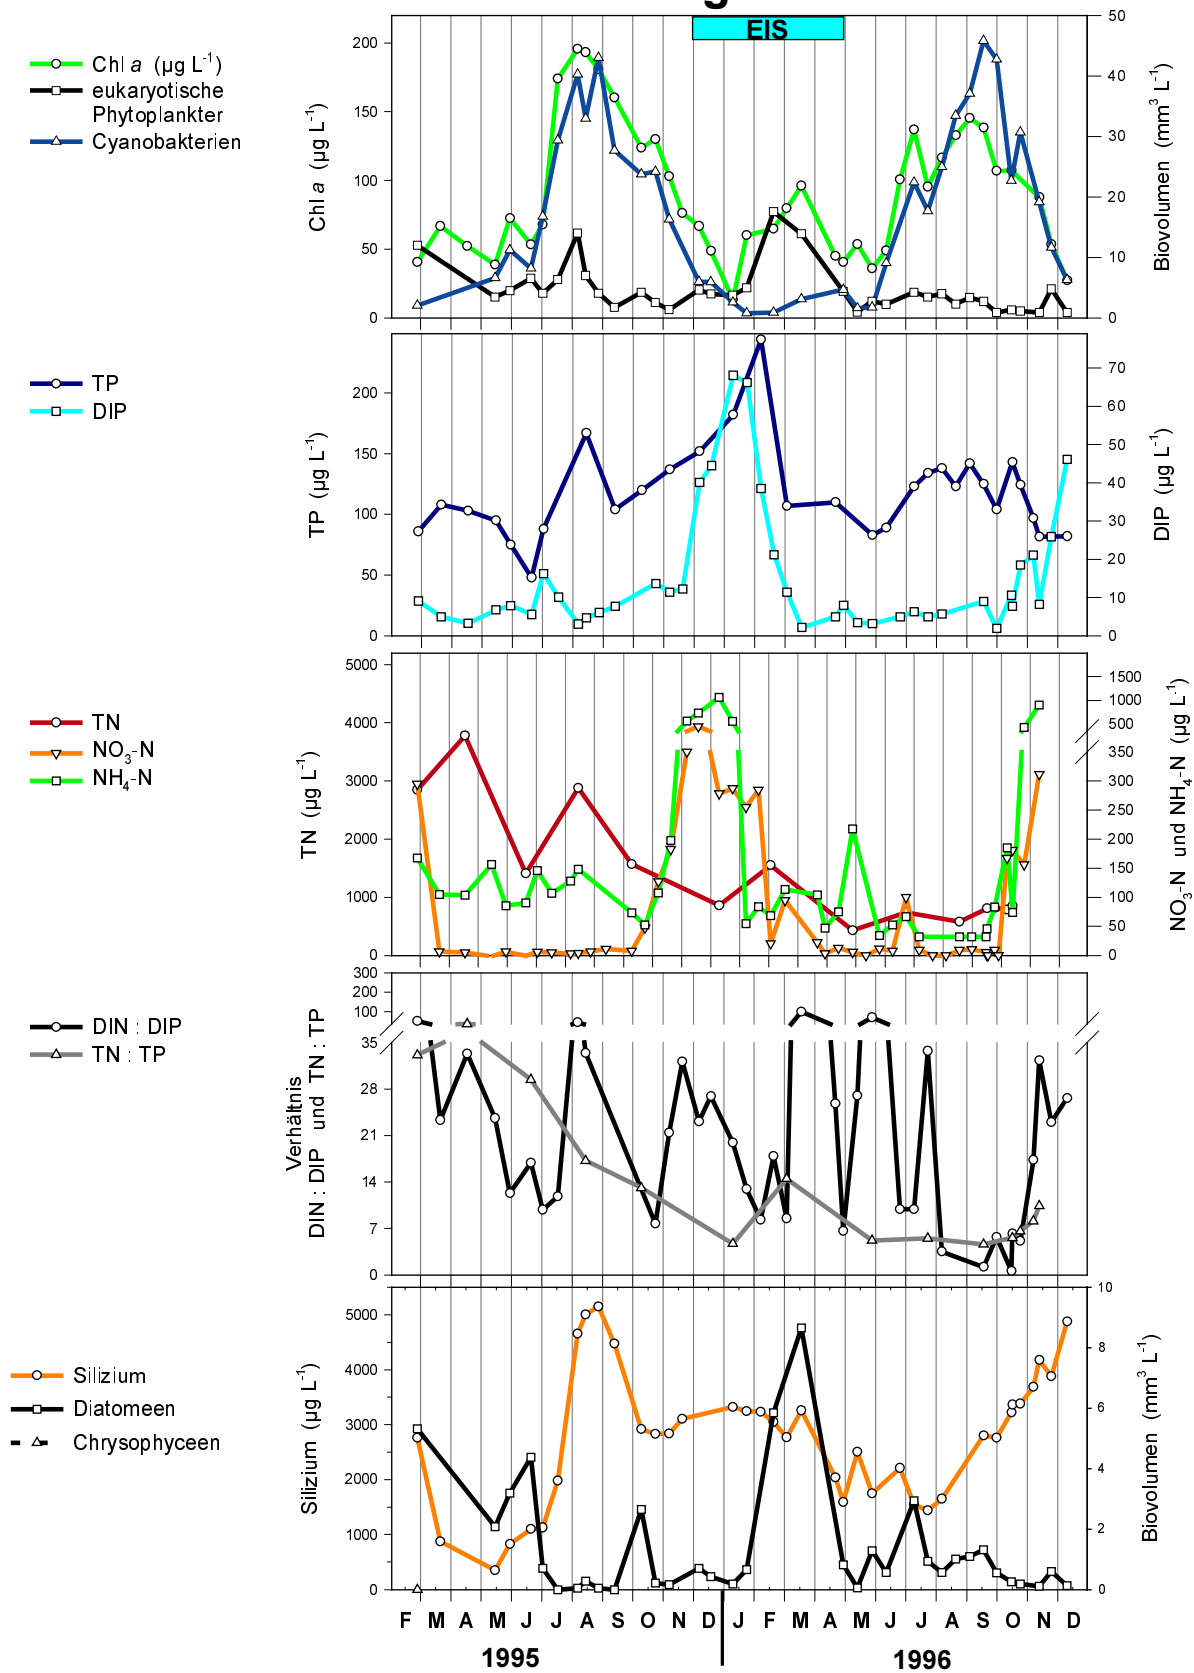 g
EIS
Chl a (µg L-1)
eukaryotische
Phytoplankter
Cyanobakterien
Chl a (µg L-1)
200
150
100
50
0
50
40
30
20
10
0
Biovolumen (mm3 L-1)
TP
DIP
TP (µg L-1)
200
150
100
50
0
70
60
50
40
30
20
10
0
DIP (µg L-1)
TN
NO3-N
NH4-N
TN (µg L-1)
5000
4000
3000
2000
1000
0
1500
1000
500
350
300
250
200
150
100
50
0
NO3-N und NH4-N (µg L-1)
DIN : DIP
TN : TP
Verhältnis
DIN : DIP und TN : TP
300
200
100
35
28
21
14
7
0
Silizium
Diatomeen
Chrysophyceen
Silizium (µg L-1)
5000
4000
3000
2000
1000
0
10
8
6
4
2
0
Biovolumen (mm3 L-1)
F M A M J J A S O N D J F M A M J J A S O N D
1995 1996